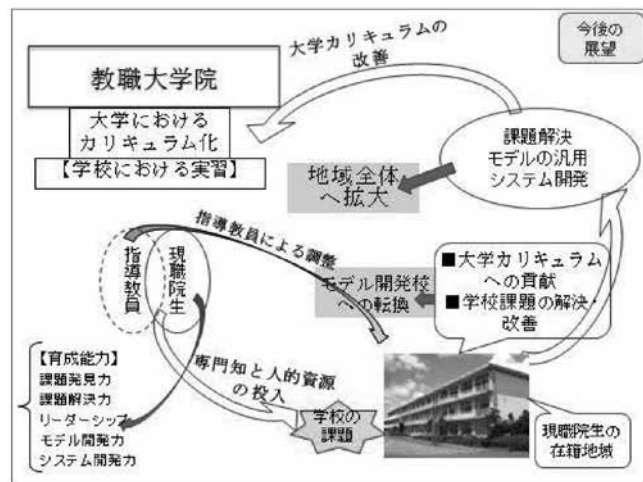 今後の
展望
大学カリキュラムの
改善
教職大学院
大学における
カリキュラム化
【学校における実習】
課題解決
モデルの汎用
システム開発
地域全体
へ拡大
指導教員による調整
指導教員
現職院生
モデル開発校
への転換
■大学カリキュラム
への貢献
■学校課題の解決・
改善
専門知と人的資源
の投入
【育成能力】
課題発見力
課題解決力
リーダーシップ
モデル開発力
システム開発力
学校の
課題
現職院生の
在籍地域